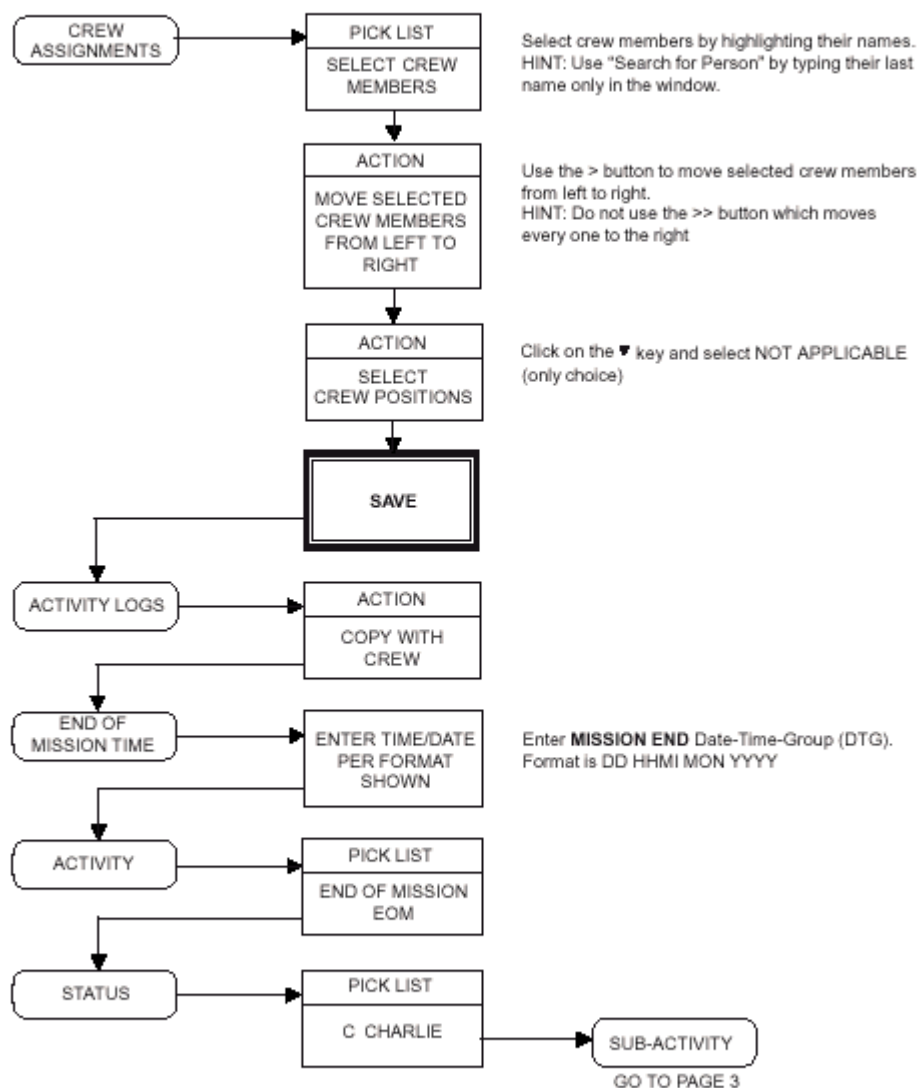 CREW
ASSIGNMENTS
PICK LIST
SELECT CREW
MEMBERS
Select crew members by highlighting their names.
HINT: Use "Search for Person" by typing their last
name only in the window.
ACTION
MOVE SELECTED
CREW MEMBERS
FROM LEFT TO
RIGHT
Use the > button to move selected crew members
from left to right.
HINT: Do not use the >> button which moves
every one to the right
ACTION
SELECT
CREW POSITIONS
Click on the ▼ key and select NOT APPLICABLE
(only choice)
SAVE
ACTIVITY LOGS
ACTION
COPY WITH
CREW
END OF
MISSION TIME
ENTER TIME/DATE
PER FORMAT
SHOWN
Enter MISSION END Date-Time-Group (DTG).
Format is DD HHMI MON YYYY
ACTIVITY
PICK LIST
END OF MISSION
EOM
STATUS
PICK LIST
C CHARLIE
SUB-ACTIVITY
GO TO PAGE 3